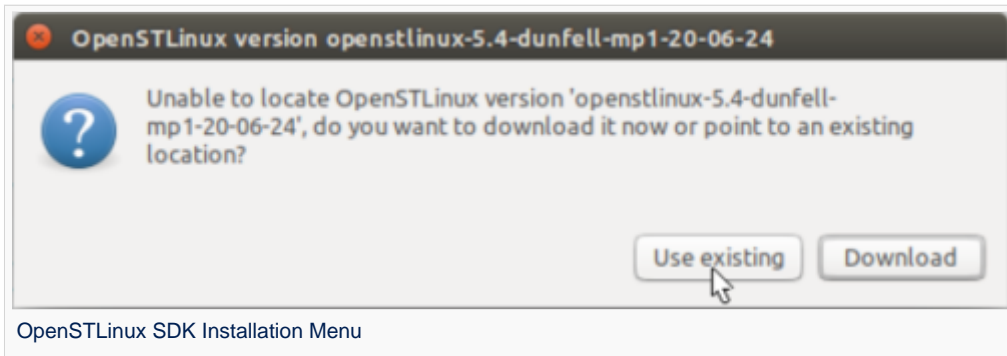 OpenSTLinux version openstlinux-5.4-dunfell-mp1-20-06-24
Unable to locate OpenSTLinux version 'openstlinux-5.4-dunfell-
mp1-20-06-24', do you want to download it now or point to an existing
location?
Use existing Download
OpenSTLinux SDK Installation Menu